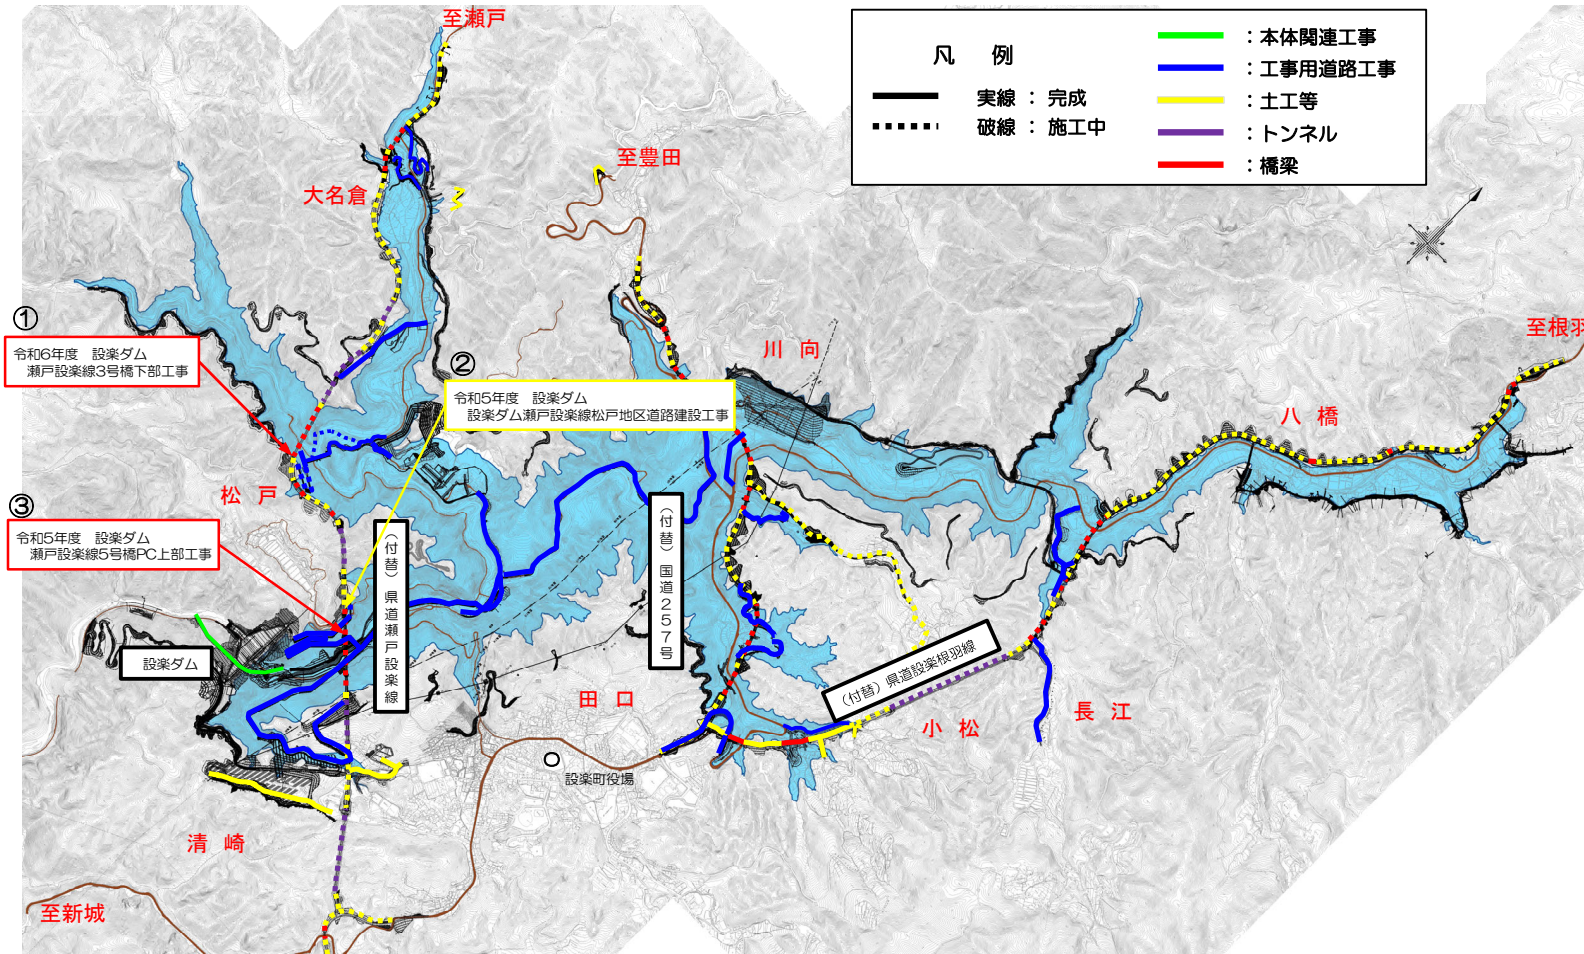 至瀬戸
凡　例
実線 ： 完成
破線 ： 施工中
：本体関連工事
：工事用道路工事
：土工等
：トンネル
：橋梁
至豊田
大名倉
①
令和6年度　設楽ダム
瀬戸設楽線3号橋下部工事
②
令和5年度　設楽ダム
設楽ダム瀬戸設楽線松戸地区道路建設工事
川 向
至根羽
八 橋
松 戸
③
令和5年度　設楽ダム
瀬戸設楽線5号橋PC上部工事
（付替）県道瀬戸設楽線
（付替）国道257号
設楽ダム
（付替）県道設楽根羽線
田 口
小 松
長 江
設楽町役場
清 崎
至新城